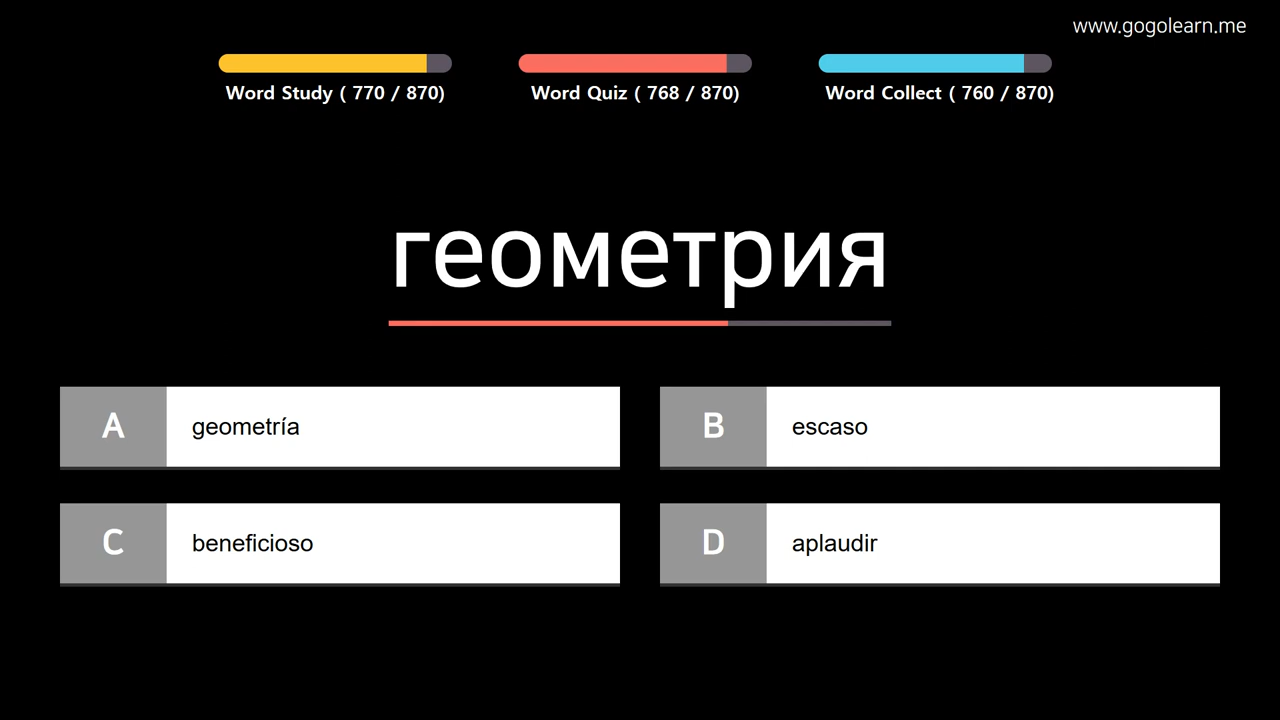 www.gogolearn.me
Word Study ( 770 / 870)
Word Quiz ( 768 / 870)
Word Collect ( 760 / 870)
геометрия
A geometría
B escaso
C beneficioso
D aplaudir